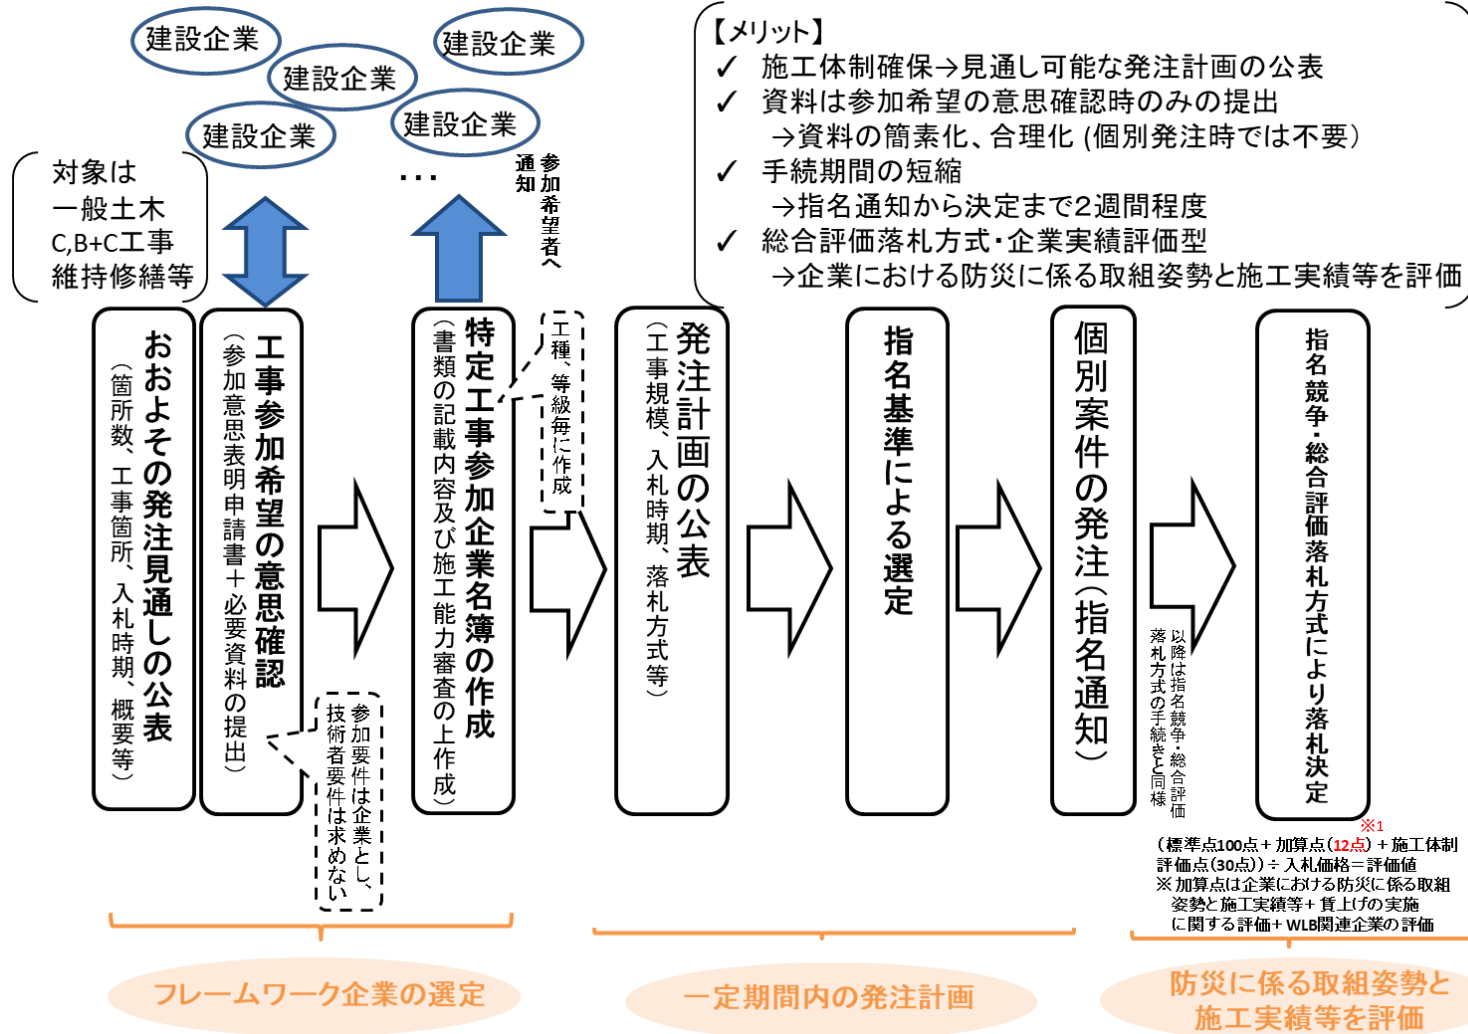 建設企業
建設企業
建設企業
建設企業
建設企業
…
参加希望者へ
通知
対象は
一般土木
C,B+C工事
維持修繕等
【メリット】
✓ 施工体制確保→見通し可能な発注計画の公表
✓ 資料は参加希望の意思確認時のみの提出
→資料の簡素化、合理化（個別発注時では不要）
✓ 手続期間の短縮
→指名通知から決定まで２週間程度
✓ 総合評価落札方式・企業実績評価型
→企業における防災に係る取組姿勢と施工実績等を評価
おおよその発注見通しの公表
（箇所数、工事箇所、入札時期、概要等）
工事参加希望の意思確認
（参加意思表明申請書＋必要資料の提出）
参加要件は企業とし、
技術者要件は求めない
特定工事参加企業名簿の作成
（書類の記載内容及び施工能力審査の上作成）
工種、等級毎に作成
発注計画の公表
（工事規模、入札時期、落札方式等）
指名基準による選定
個別案件の発注（指名通知）
以降は指名競争・総合評価
落札方式の手続きと同様
指名競争・総合評価落札方式により落札決定
※1
（標準点100点＋加算点（12点）＋施工体制
評価点（30点））÷入札価格＝評価値
※加算点は企業における防災に係る取組
姿勢と施工実績等＋賃上げの実施
に関する評価＋WLB関連企業の評価
フレームワーク企業の選定
一定期間内の発注計画
防災に係る取組姿勢と
施工実績等を評価